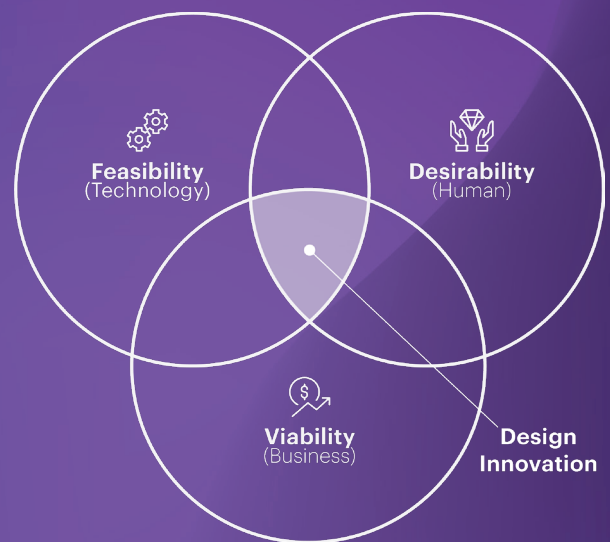 Feasibility
(Technology)
Desirability
(Human)
$
Viability
(Business)
Design
Innovation